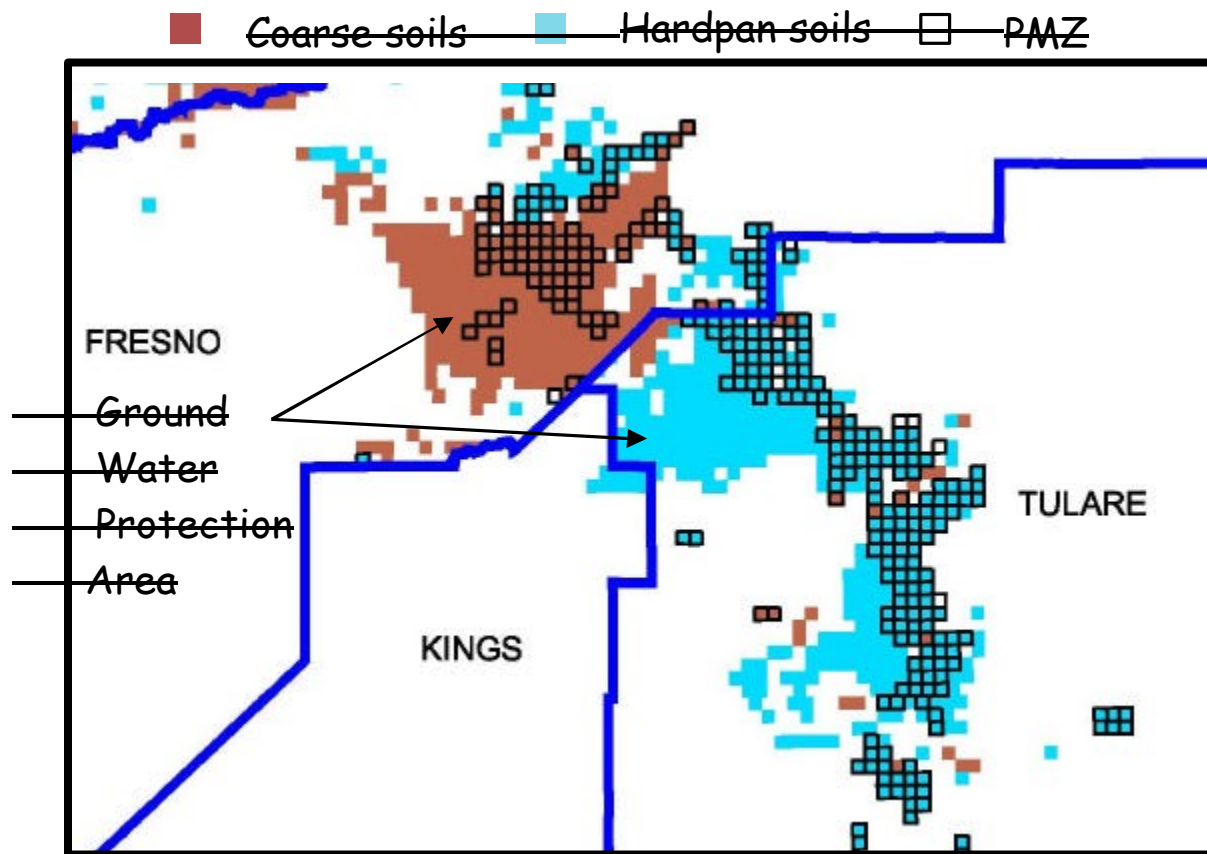 Coarse soils Hardpan soils PMZ
FRESNO
Ground
Water
Protection
Area
TULARE
KINGS